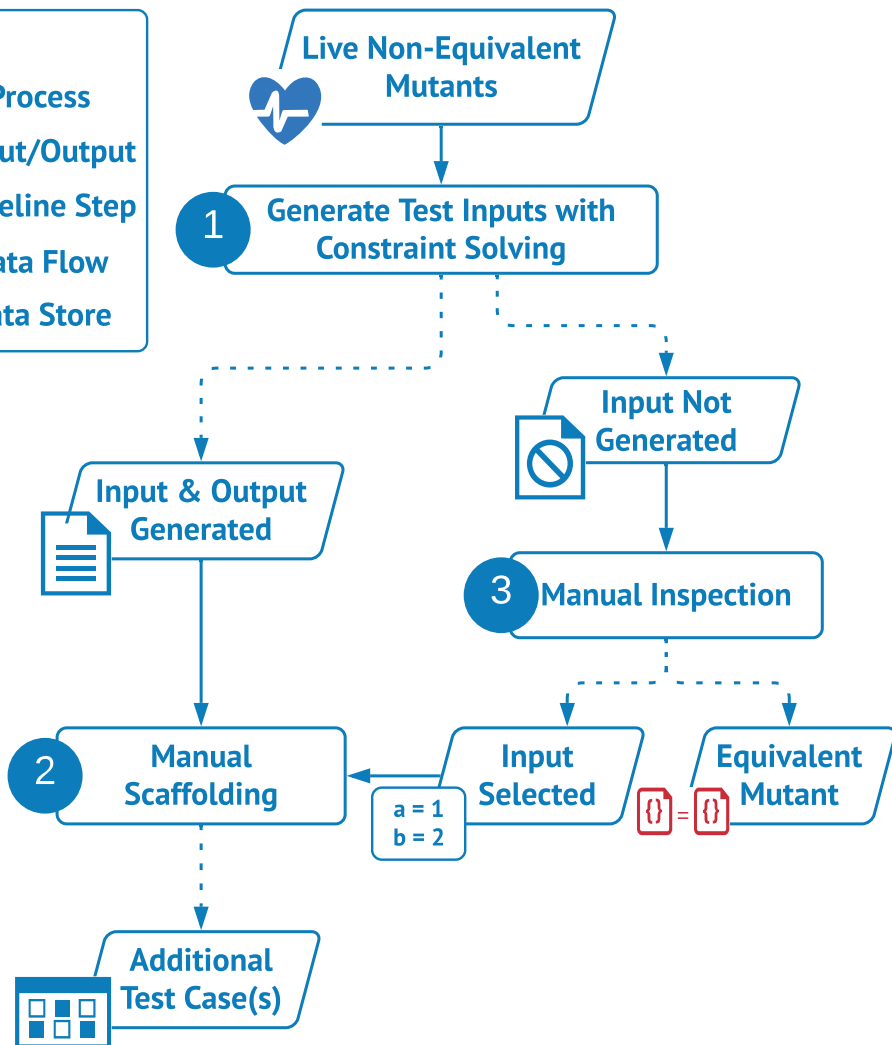 Process
ut/Output
eline Step
ata Flow
ata Store
Live Non-Equivalent
Mutants
1
Generate Test Inputs with
Constraint Solving
Input Not
Generated
Input & Output
Generated
3
Manual Inspection
2
Manual
Scaffolding
Input
Selected
a = 1
b = 2
Equivalent
Mutant
{} = {}
Additional
Test Case(s)